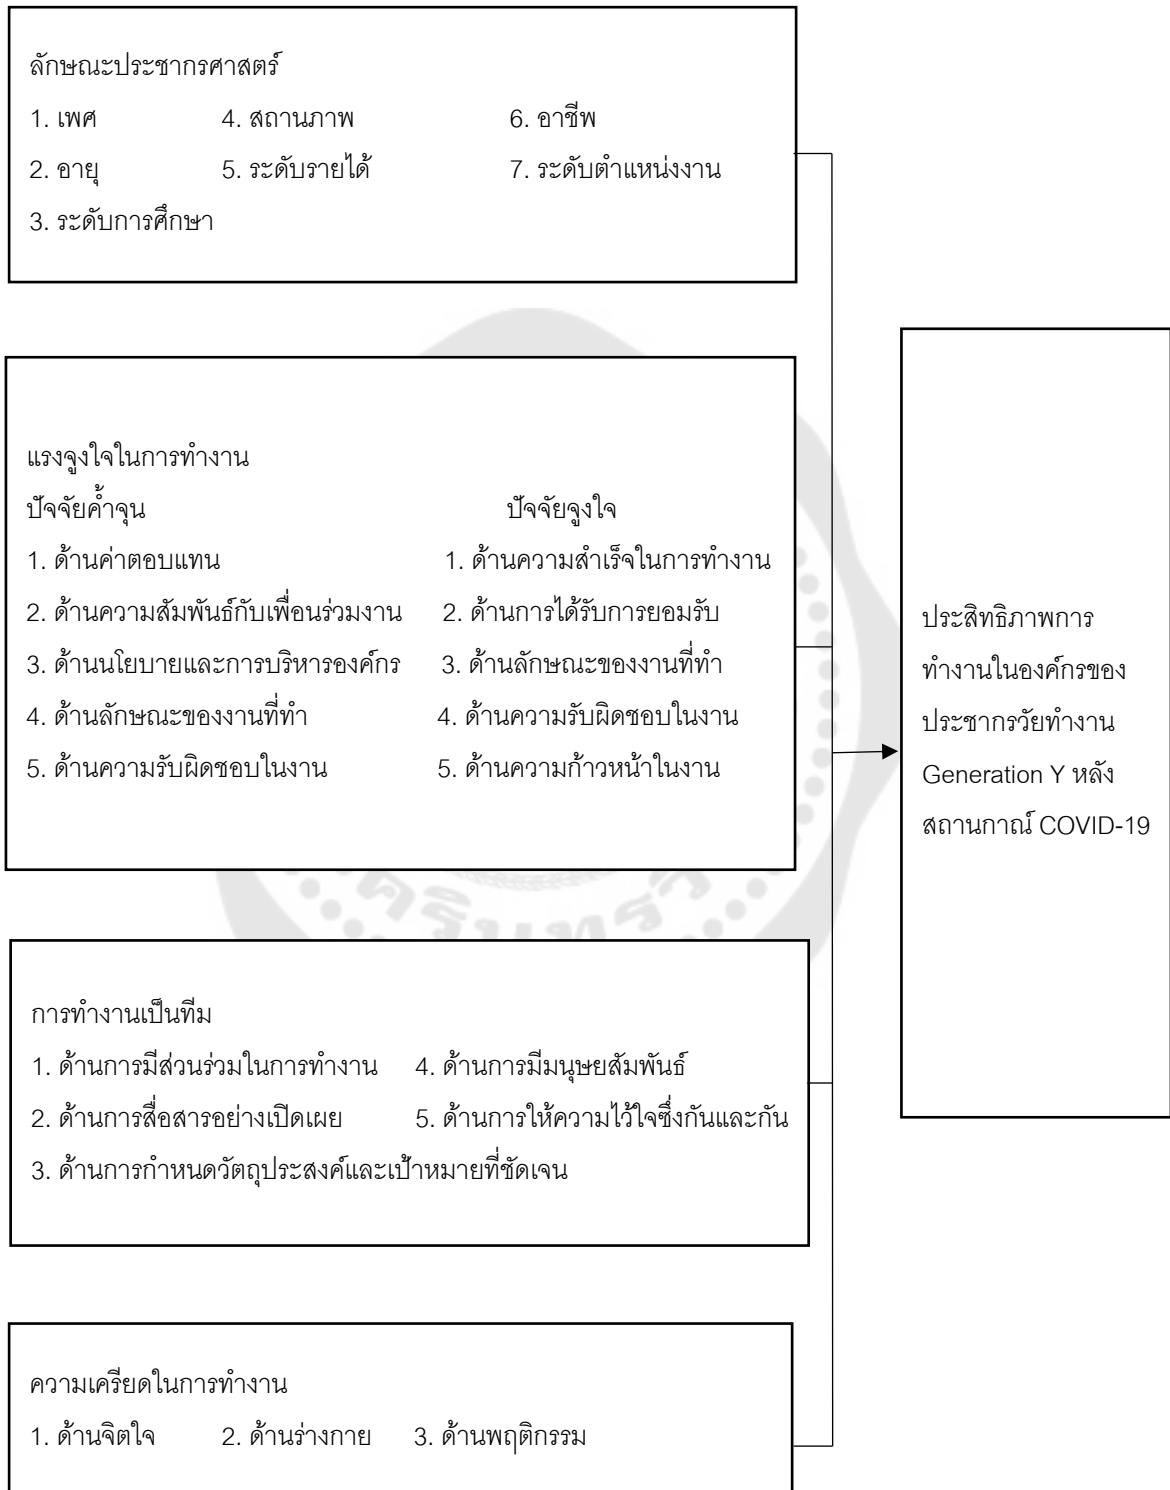 ลักษณะประชากรศาสตร์
1. เพศ 4. สถานภาพ 6. อาชีพ
2. อายุ 5. ระดับรายได้ 7. ระดับตำแหน่งงาน
3. ระดับการศึกษา
แรงจูงใจในการทำงาน
ปัจจัยค้ำจุน ปัจจัยจูงใจ
1. ด้านค่าตอบแทน 1. ด้านความสำเร็จในการทำงาน
2. ด้านความสัมพันธ์กับเพื่อนร่วมงาน 2. ด้านการได้รับการยอมรับ
3. ด้านนโยบายและการบริหารองค์กร 3. ด้านลักษณะของงานที่ทำ
4. ด้านลักษณะของงานที่ทำ 4. ด้านความรับผิดชอบในงาน
5. ด้านความรับผิดชอบในงาน 5. ด้านความก้าวหน้าในงาน
การทำงานเป็นทีม
1. ด้านการมีส่วนร่วมในการทำงาน 4. ด้านการมีมนุษยสัมพันธ์
2. ด้านการสื่อสารอย่างเปิดเผย 5. ด้านการให้ความไว้ใจซึ่งกันและกัน
3. ด้านการกำหนดวัตถุประสงค์และเป้าหมายที่ชัดเจน
ความเครียดในการทำงาน
1. ด้านจิตใจ 2. ด้านร่างกาย 3. ด้านพฤติกรรม
ประสิทธิภาพการ
ทำงานในองค์กรของ
ประชากรวัยทำงาน
Generation Y หลัง
สถานกาณ์ COVID-19